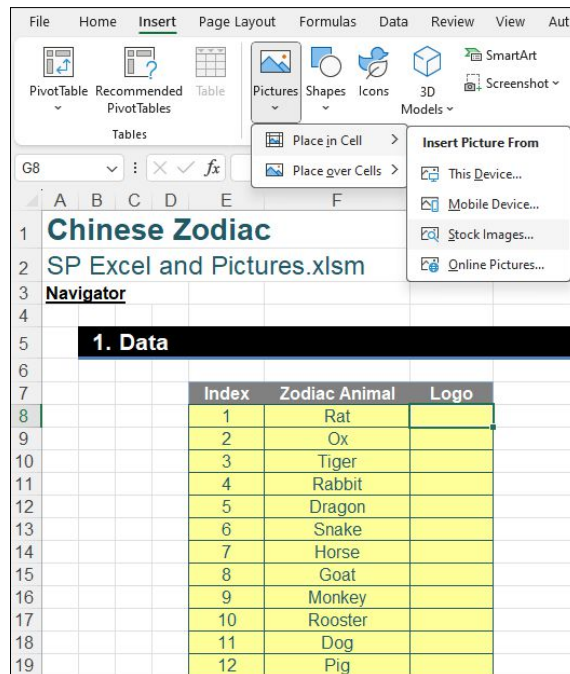 File Home Insert Page Layout Formulas Data Review View Aut
PivotTable
Recommended PivotTables
Table
Tables
Pictures
Shapes
Icons
3D Models
SmartArt
Screenshot
Place in Cell
Place over Cells
Insert Picture From
This Device...
Mobile Device...
Stock Images...
Online Pictures...
G8 fx
A B C D E F
1 Chinese Zodiac
2 SP Excel and Pictures.xlsm
3 Navigator
4
5 1. Data
6
7 Index Zodiac Animal Logo
8 1 Rat
9 2 Ox
10 3 Tiger
11 4 Rabbit
12 5 Dragon
13 6 Snake
14 7 Horse
15 8 Goat
16 9 Monkey
17 10 Rooster
18 11 Dog
19 12 Pig